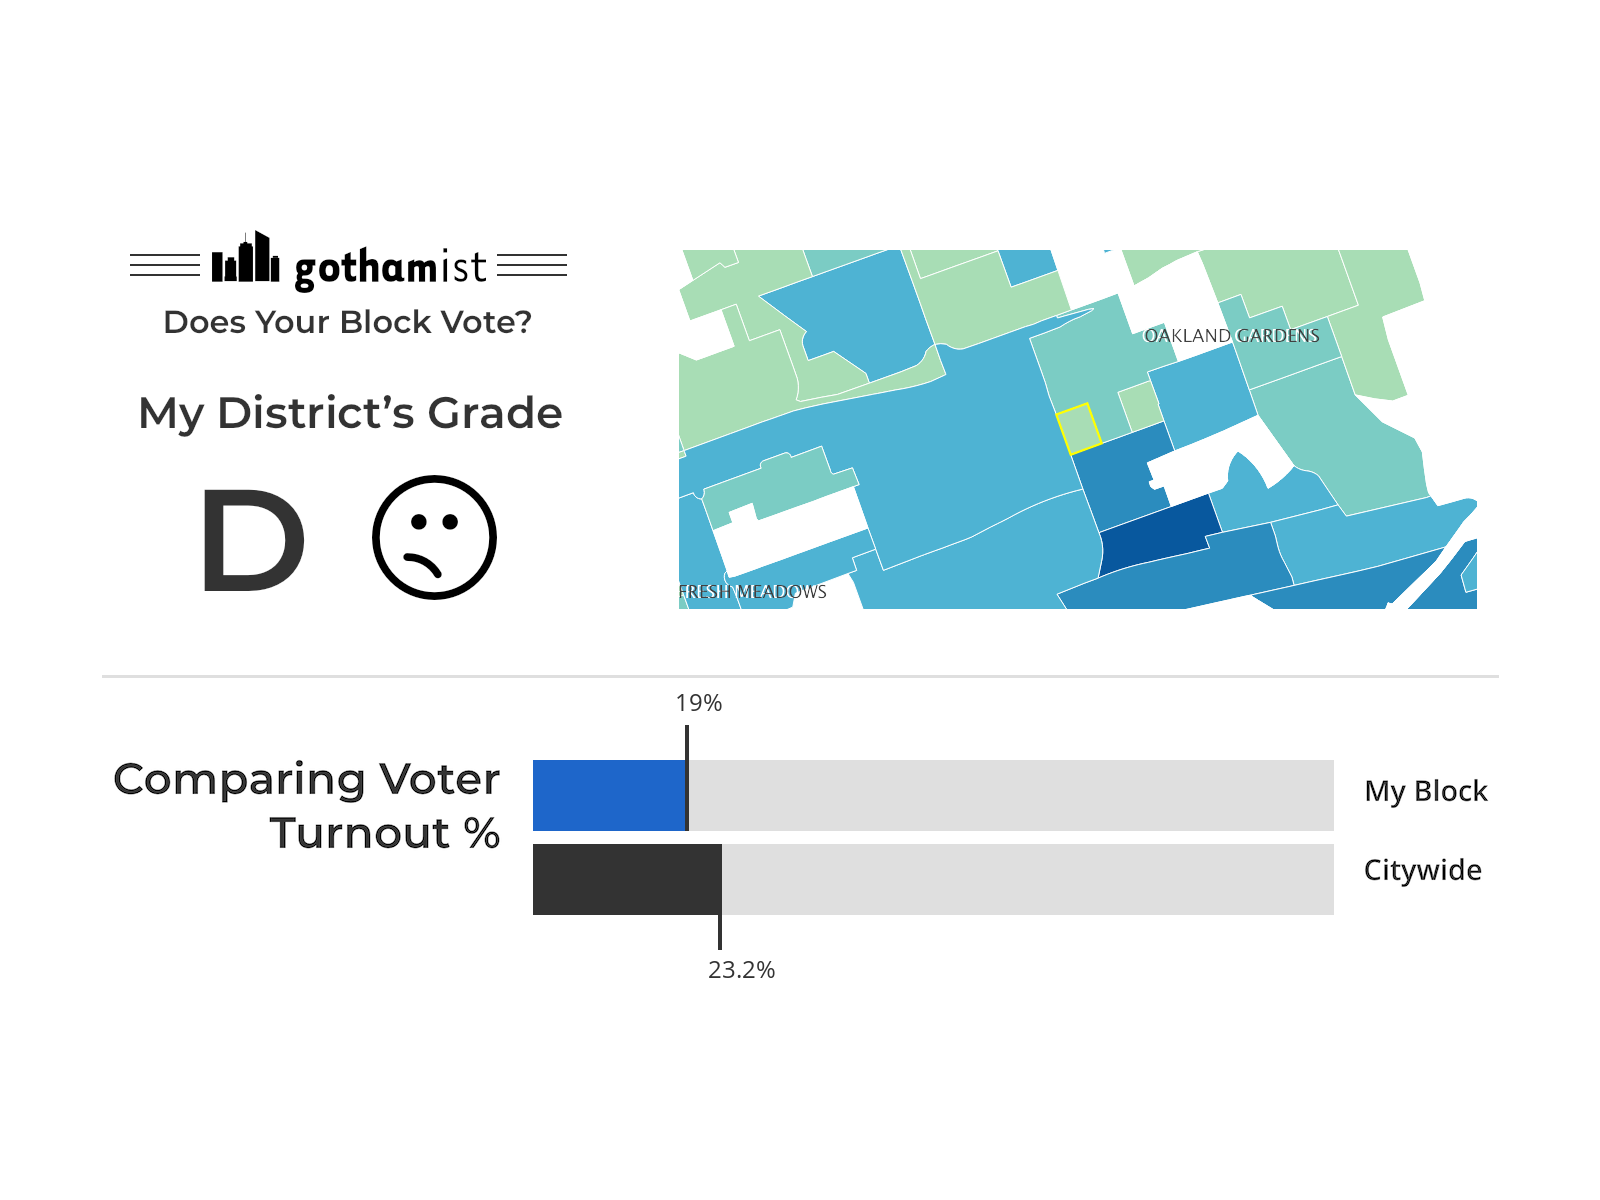 gothamist
Does Your Block Vote?
My District’s Grade
D
OAKLAND GARDENS
FRESH MEADOWS
19%
Comparing Voter
Turnout %
My Block
Citywide
23.2%